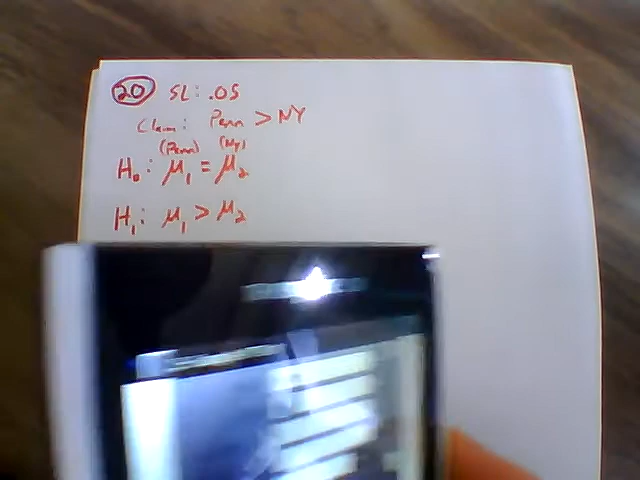 20 SL: .05
Claim: Penn > NY
(Penn) (NY)
H₀: μ₁ = μ₂
H₁: μ₁ > μ₂